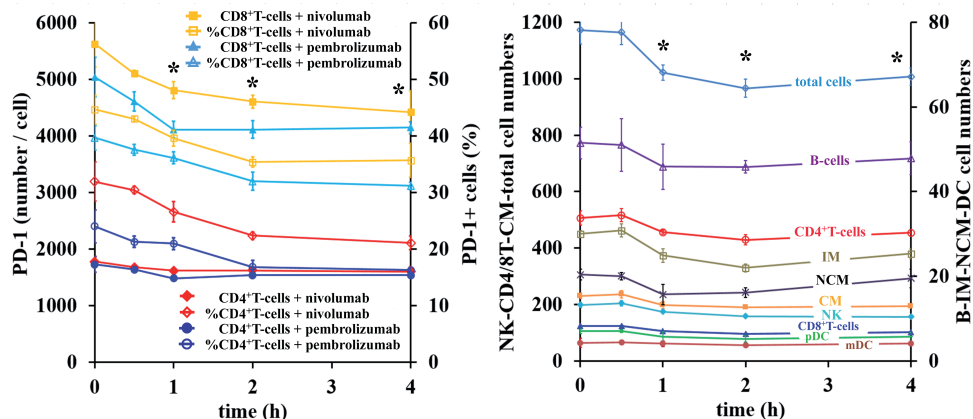 CD8⁺T-cells + nivolumab
%CD8⁺T-cells + nivolumab
CD8⁺T-cells + pembrolizumab
%CD8⁺T-cells + pembrolizumab
6000
5000
4000
3000
2000
1000
0
PD-1 (number / cell)
* * *
CD4⁺T-cells + nivolumab
%CD4⁺T-cells + nivolumab
CD4⁺T-cells + pembrolizumab
%CD4⁺T-cells + pembrolizumab
0 1 2 3 4
time (h)
60
50
40
30
20
10
0
PD-1+ cells (%)
NK-CD4/8T-CM-total cell numbers
1200
1000
800
600
400
200
0
* * *
total cells
B-cells
CD4⁺T-cells
IM
NCM
CM
NK
CD8⁺T-cells
pDC
mDC
0 1 2 3 4
time (h)
80
60
40
20
0
B-IM-NCM-DC cell numbers